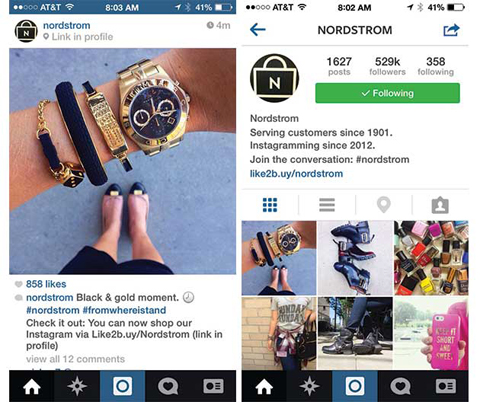 AT&T 8:03 AM 41%
nordstrom 4m
Link in profile
858 likes
nordstrom Black & gold moment.
#nordstrom #fromwhereistand
Check it out: You can now shop our
Instagram via Like2b.uy/Nordstrom (link in
profile)
view all 12 comments
AT&T 8:02 AM 41%
NORDSTROM
N
1627 529k 358
posts followers following
Following
Nordstrom
Serving customers since 1901.
Instagramming since 2012.
Join the conversation: #nordstrom
like2b.uy/nordstrom
SUNDAY
KEEP IT
SHORT
AND
SWEET.